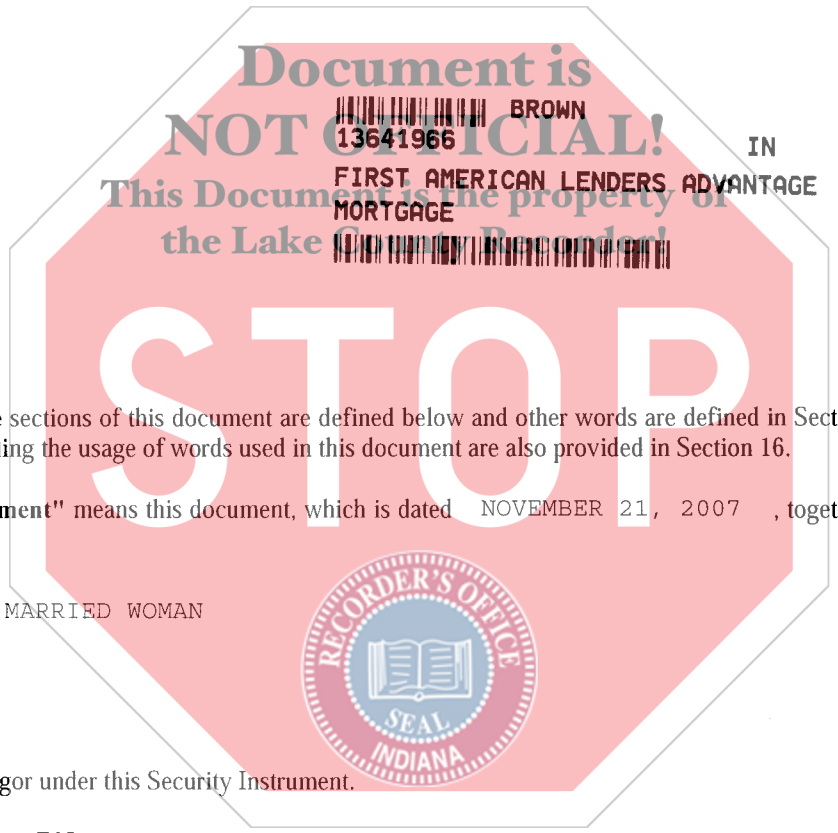 Document is
BROWN
NOT OFFICIAL!
13641966
IN
FIRST AMERICAN LENDERS ADVANTAGE
This Document is the property of
MORTGAGE
the Lake County Recorder!
STOP
sections of this document are defined below and other words are defined in Sect
ing the usage of words used in this document are also provided in Section 16.
ment" means this document, which is dated NOVEMBER 21, 2007 , toget
RECORDER'S OFFICE
MARRIED WOMAN
SEAL
INDIANA
gor under this Security Instrument.